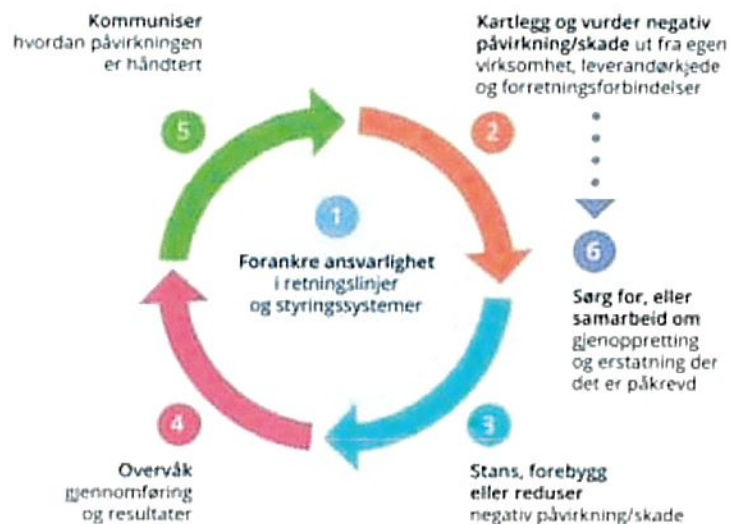 Kommuniser
hvordan påvirkningen
er håndtert
5
Kartlegg og vurder negativ
påvirkning/skade ut fra egen
virksomhet, leverandørkjede
og forretningsforbindelser
2
1
Forankre ansvarlighet
i retningslinjer
og styringssystemer
6
Sørg for, eller
samarbeid om
gjenoppretting
og erstatning der
det er påkrevd
4
Overvåk
gjennomføring
og resultater
3
Stans, forebygg
eller reduser
negativ påvirkning/skade